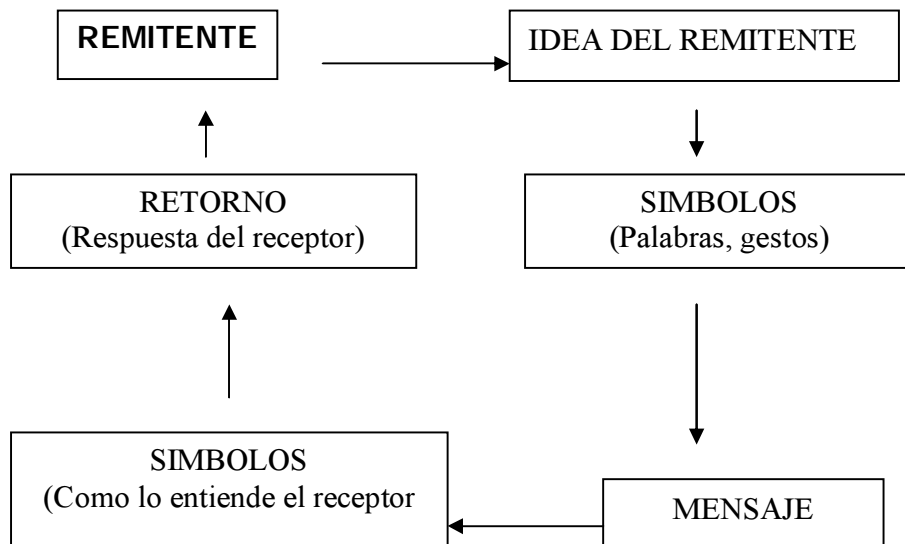 REMITENTE
IDEA DEL REMITENTE
RETORNO
(Respuesta del receptor)
SIMBOLOS
(Palabras, gestos)
SIMBOLOS
(Como lo entiende el receptor
MENSAJE